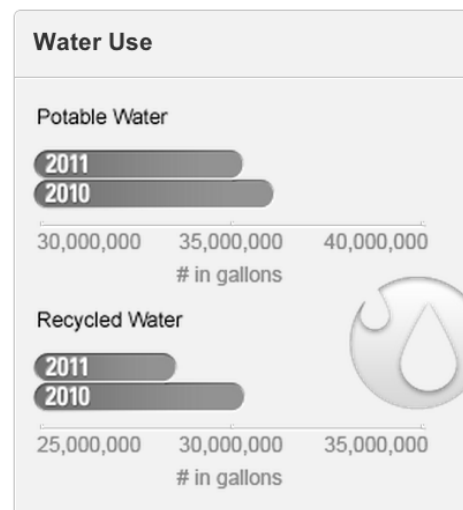 Water Use
Potable Water
2011
2010
30,000,000 35,000,000 40,000,000
# in gallons
Recycled Water
2011
2010
25,000,000 30,000,000 35,000,000
# in gallons